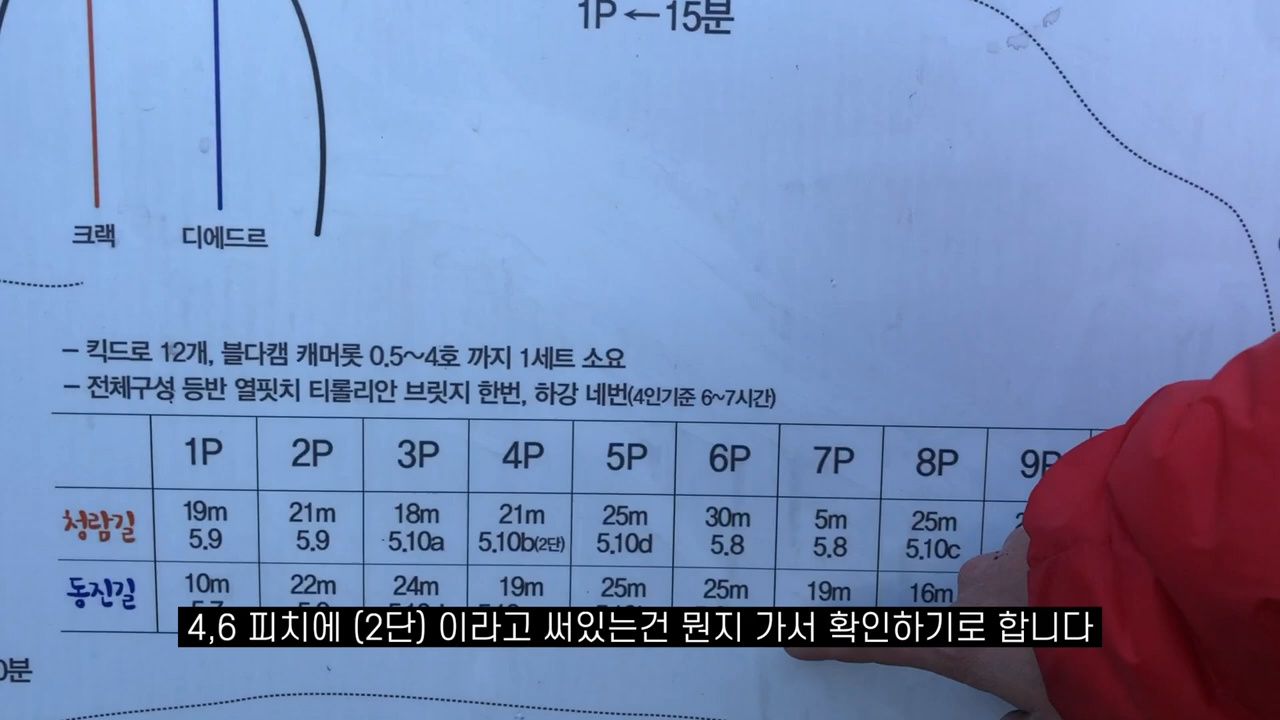 1P ← 15분
크랙 디에드르
– 킥드로 12개, 블다캠 캐머롯 0.5~4호 까지 1세트 소요
– 전체구성 등반 열핏치 티롤리안 브릿지 한번, 하강 네번(4인기준 6~7시간)
1P 2P 3P 4P 5P 6P 7P 8P 9P
청람길 19m 21m 18m 21m 25m 30m 5m 25m
5.9 5.9 5.10a 5.10b(2단) 5.10d 5.8 5.8 5.10c
동진길 10m 22m 24m 19m 25m 25m 19m 16m
4,6 피치에 (2단) 이라고 써있는건 뭔지 가서 확인하기로 합니다
0분